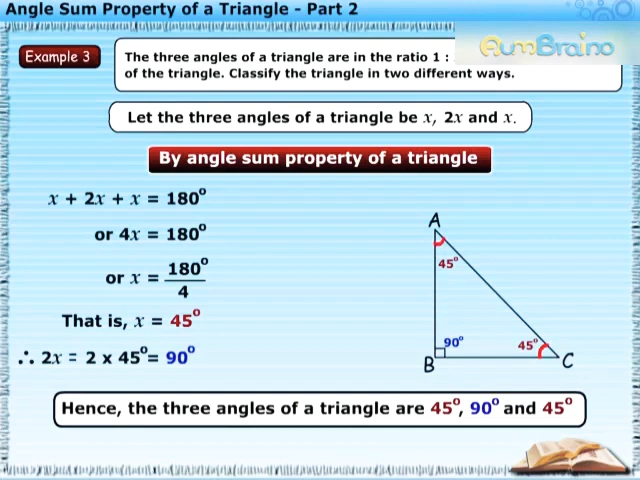 Angle Sum Property of a Triangle - Part 2
Example 3
The three angles of a triangle are in the ratio 1 :
of the triangle. Classify the triangle in two different ways.
AumBraino
Let the three angles of a triangle be x, 2x and x.
By angle sum property of a triangle
x + 2x + x = 180°
or 4x = 180°
or x = 180°
4
That is, x = 45°
∴ 2x = 2 x 45° = 90°
A
45°
90°
45°
B
C
Hence, the three angles of a triangle are 45°, 90° and 45°